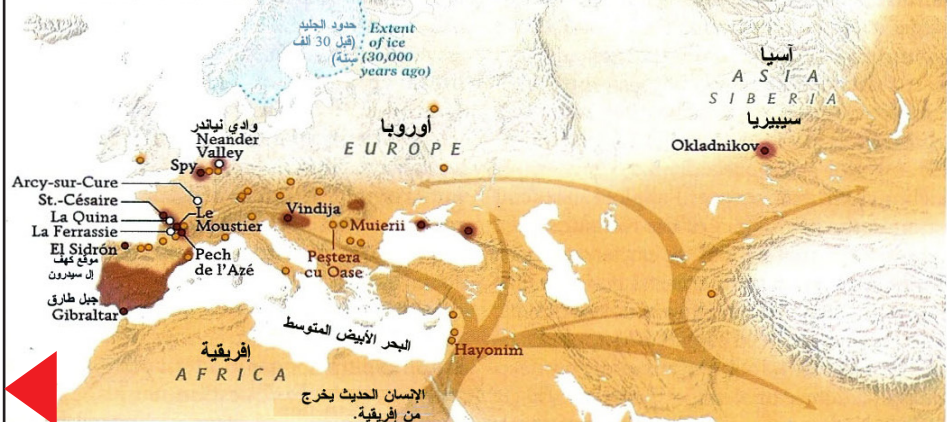 حدود الجليد
(قبل 30 ألف
سنة)
Extent
of ice
(30,000
years ago)
آسيا
ASIA
SIBERIA
سيبيريا
Okladnikov
أوروبا
EUROPE
وادي نياندر
Neander
Valley
Spy
Arcy-sur-Cure
St.-Césaire
La Quina
La Ferrassie
Le
Moustier
El Sidrón
موقع كهف
إل سيدرون
Pech
de l'Azé
جبل طارق
Gibraltar
Vindija
Muierii
Peştera
cu Oase
البحر الأبيض المتوسط
Hayonim
إفريقية
AFRICA
الإنسان الحديث يخرج
من إفريقية.